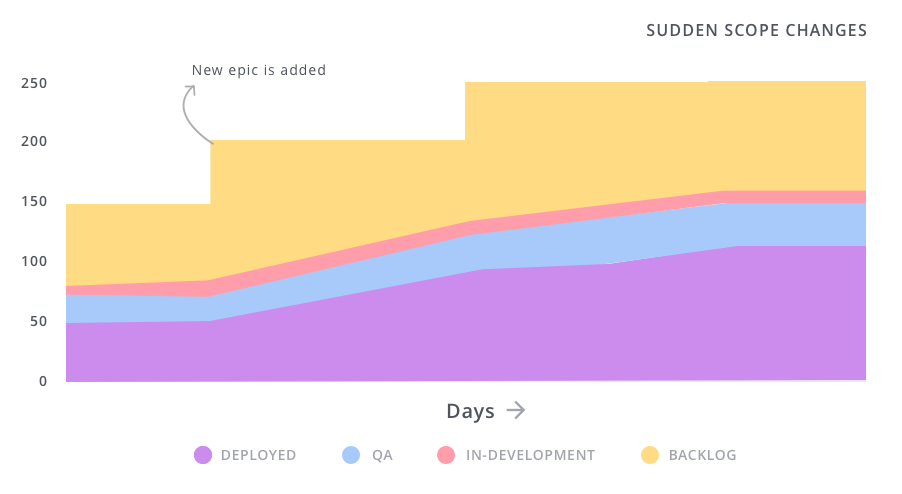 SUDDEN SCOPE CHANGES
New epic is added
250
200
150
100
50
0
Days
DEPLOYED
QA
IN-DEVELOPMENT
BACKLOG